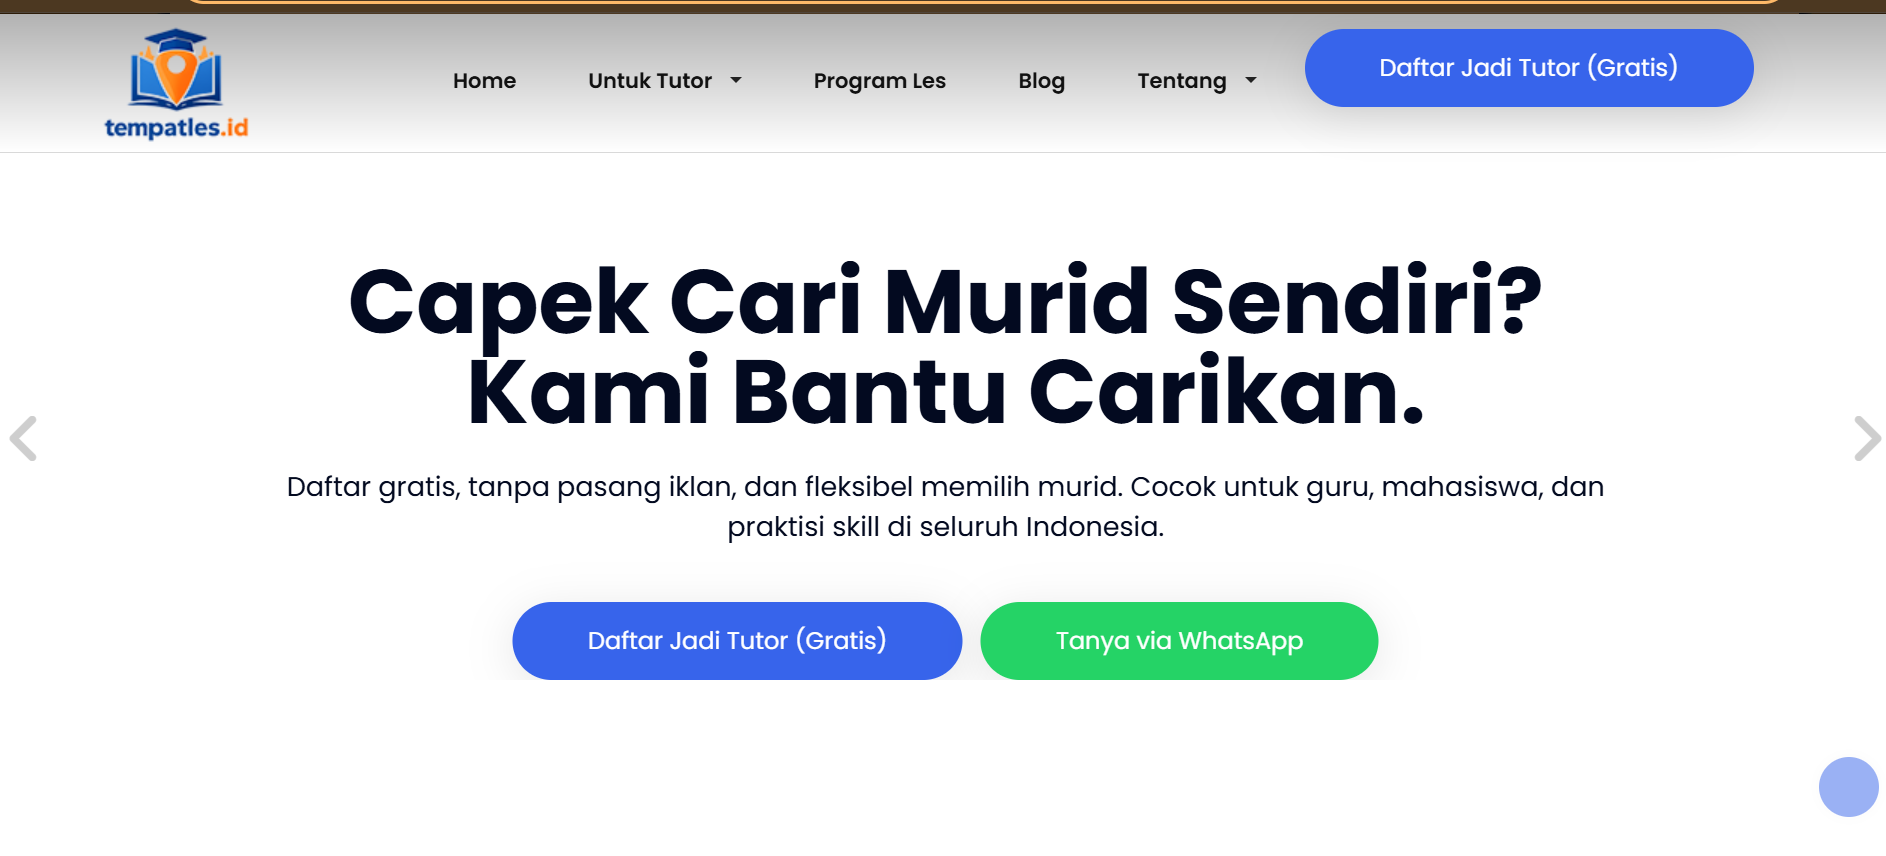 tempatles.id
Home
Untuk Tutor
Program Les
Blog
Tentang
Daftar Jadi Tutor (Gratis)
Capek Cari Murid Sendiri?
Kami Bantu Carikan.
Daftar gratis, tanpa pasang iklan, dan fleksibel memilih murid. Cocok untuk guru, mahasiswa, dan
praktisi skill di seluruh Indonesia.
Daftar Jadi Tutor (Gratis)
Tanya via WhatsApp